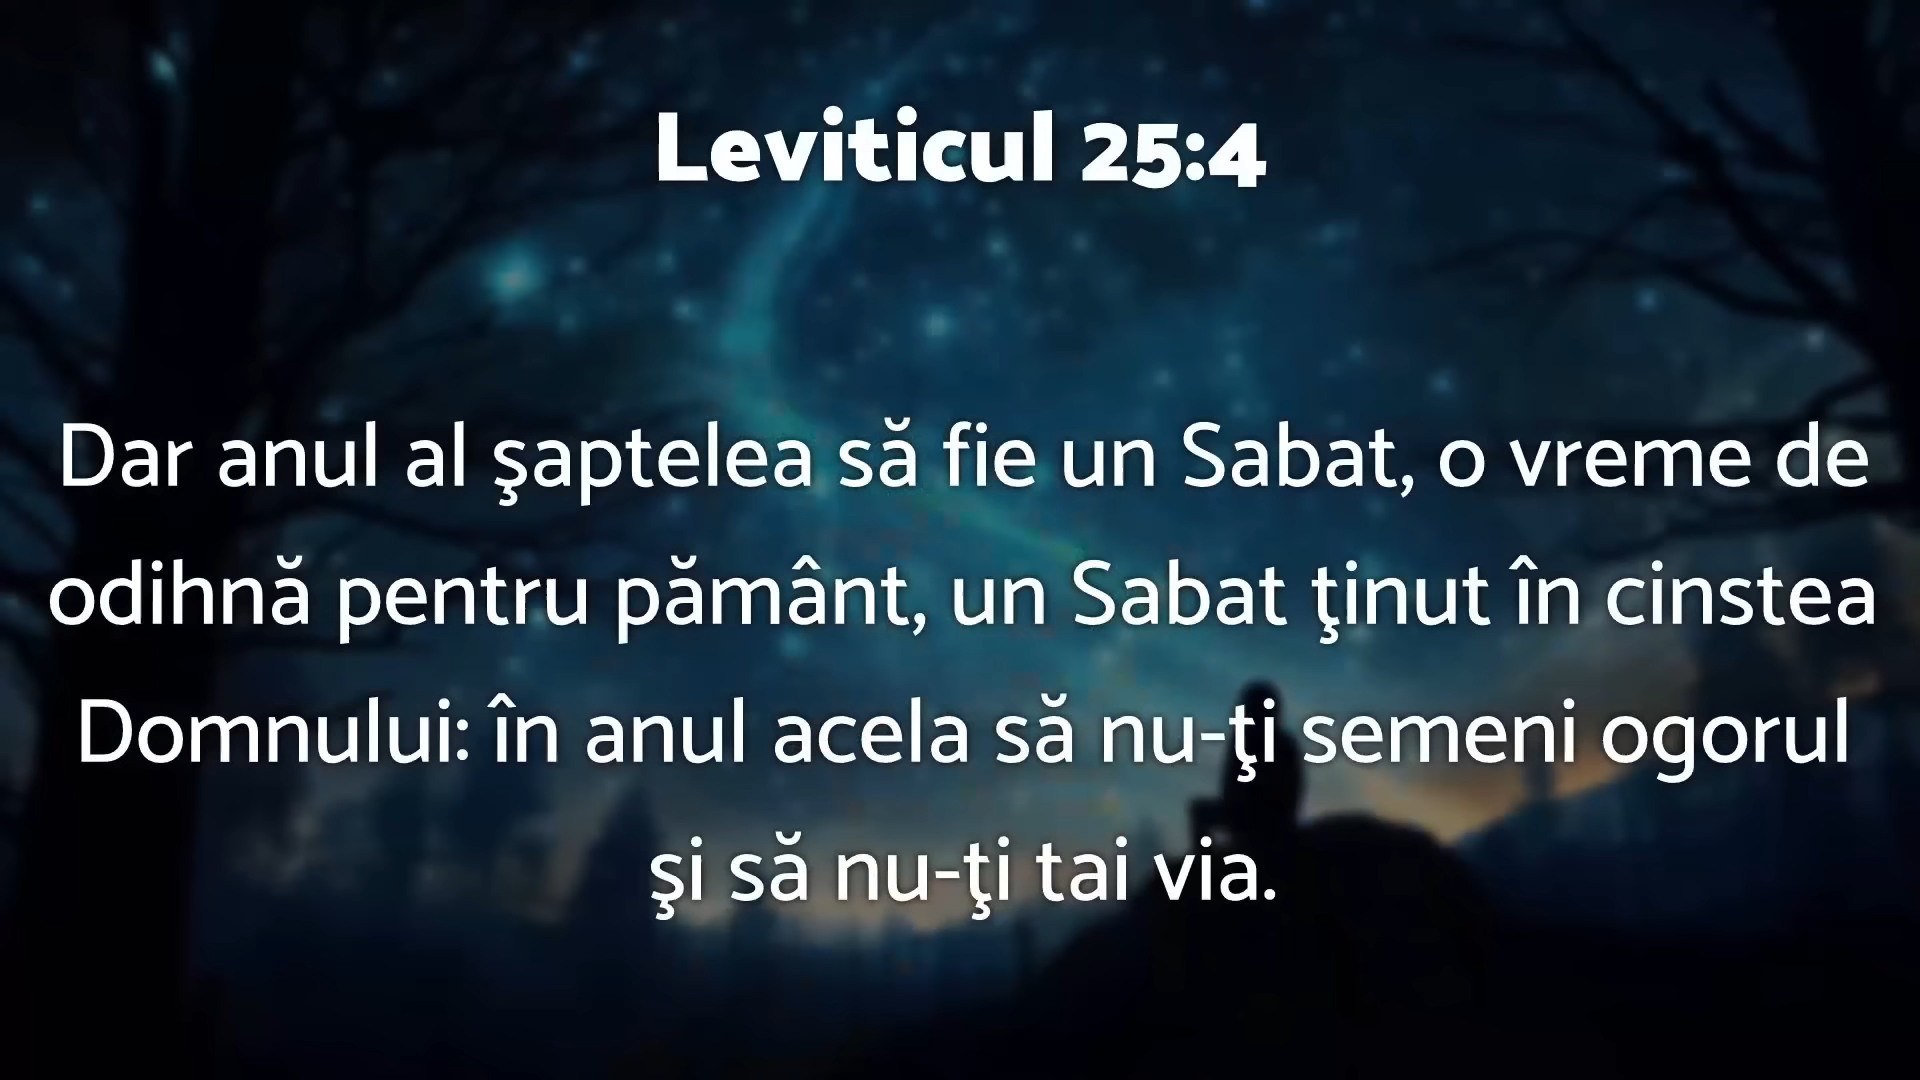 Leviticul 25:4
Dar anul al şaptelea să fie un Sabat, o vreme de
odihnă pentru pământ, un Sabat ţinut în cinstea
Domnului: în anul acela să nu-ţi semeni ogorul
şi să nu-ţi tai via.